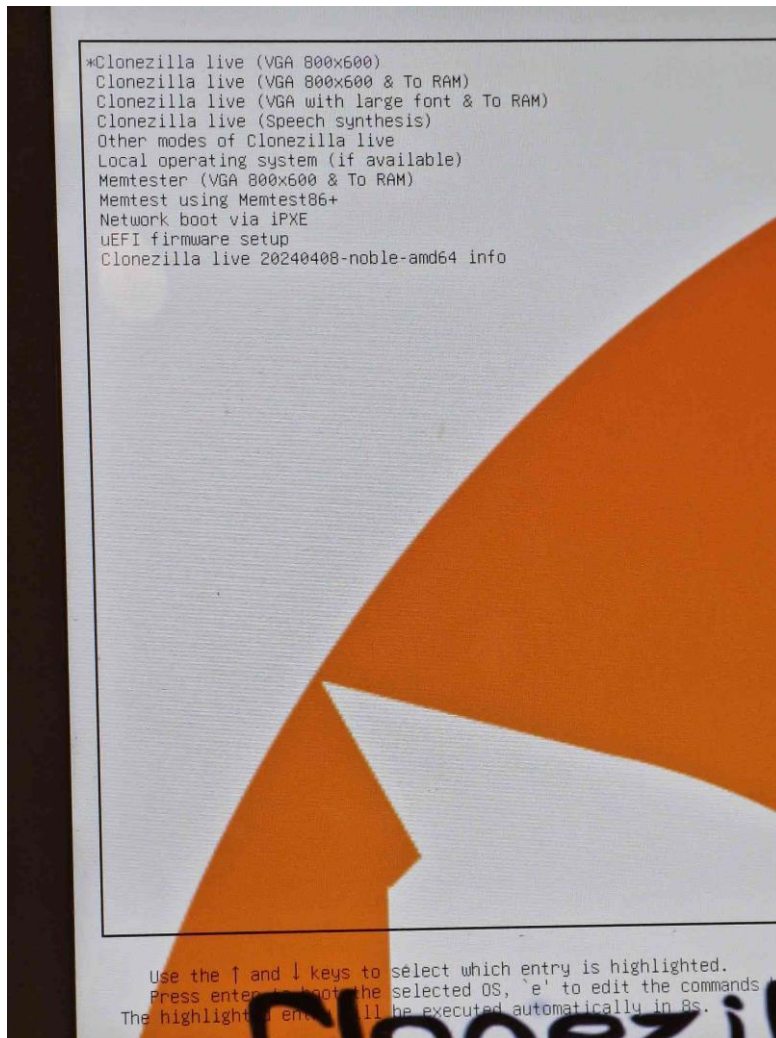 *Clonezilla live (VGA 800x600)
Clonezilla live (VGA 800x600 & To RAM)
Clonezilla live (VGA with large font & To RAM)
Clonezilla live (Speech synthesis)
Other modes of Clonezilla live
Local operating system (if available)
Memtester (VGA 800x600 & To RAM)
Memtest using Memtest86+
Network boot via iPXE
uEFI firmware setup
Clonezilla live 20240408-noble-amd64 info
Use the ↑ and ↓ keys to select which entry is highlighted.
Press enter to boot the selected OS, `e' to edit the commands
The highlighted entry will be executed automatically in 8s.
Clonezil